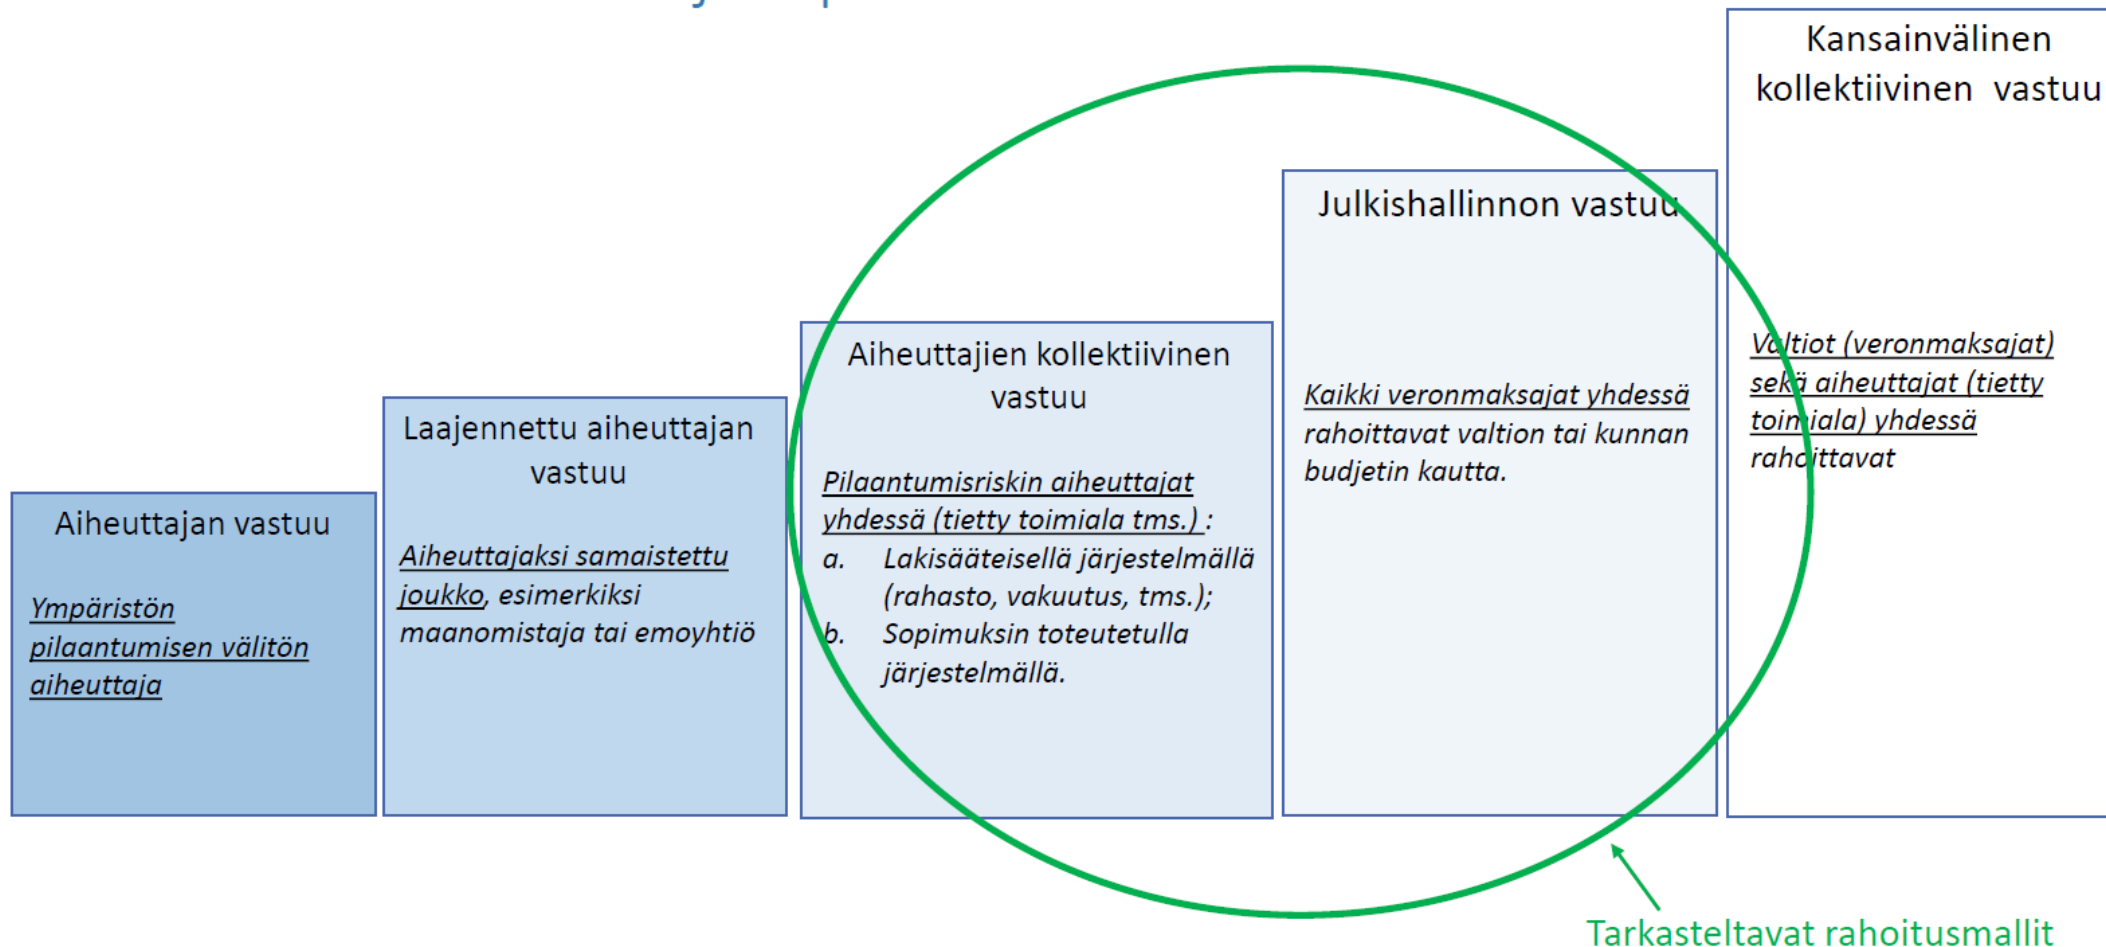 Aiheuttajan vastuu
Ympäristön
pilaantumisen välitön
aiheuttaja
Laajennettu aiheuttajan
vastuu
Aiheuttajaksi samaistettu
joukko, esimerkiksi
maanomistaja tai emoyhtiö
Aiheuttajien kollektiivinen
vastuu
Pilaantumisriskin aiheuttajat
yhdessä (tietty toimiala tms.) :
a. Lakisääteisellä järjestelmällä
(rahasto, vakuutus, tms.);
b. Sopimuksin toteutetulla
järjestelmällä.
Julkishallinnon vastuu
Kaikki veronmaksajat yhdessä
rahoittavat valtion tai kunnan
budjetin kautta.
Kansainvälinen
kollektiivinen vastuu
Valtiot (veronmaksajat)
sekä aiheuttajat (tietty
toimiala) yhdessä
rahoittavat
Tarkasteltavat rahoitusmallit